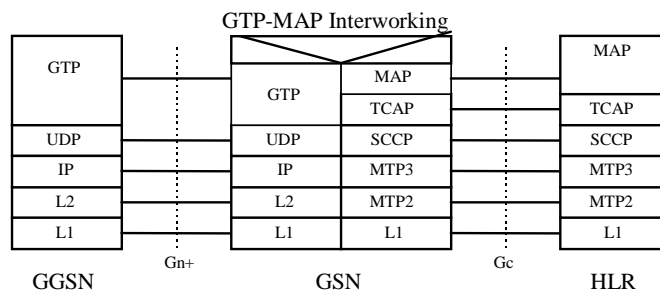 GTP-MAP Interworking
GTP MAP MAP
GTP
TCAP TCAP
UDP UDP SCCP SCCP
IP IP MTP3 MTP3
L2 L2 MTP2 MTP2
L1 L1 L1 L1
Gn+ Gc
GGSN GSN HLR